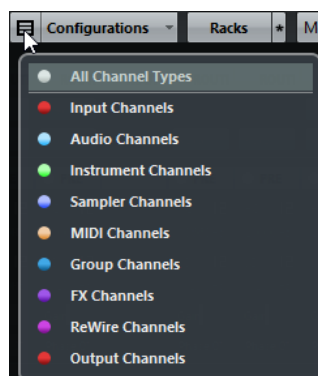 Configurations Racks * M
All Channel Types
Input Channels
Audio Channels
Instrument Channels
Sampler Channels
MIDI Channels
Group Channels
FX Channels
ReWire Channels
Output Channels